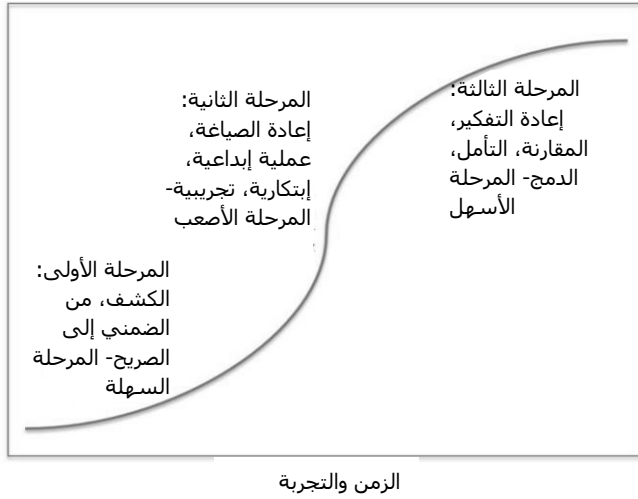 المرحلة الأولى:
الكشف، من
الضمني إلى
الصريح- المرحلة
السهلة
المرحلة الثانية:
إعادة الصياغة،
عملية إبداعية،
إبتكارية، تجريبية-
المرحلة الأصعب
المرحلة الثالثة:
إعادة التفكير،
المقارنة، التأمل،
الدمج- المرحلة
الأسهل
الزمن والتجربة